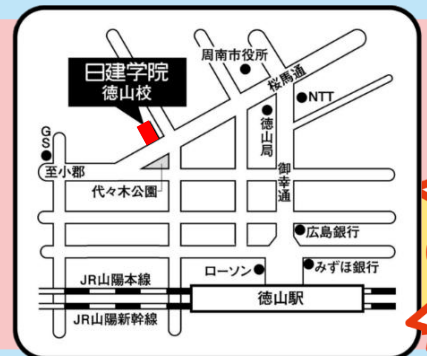 周南市役所
日建学院
徳山校
桜馬通
NTT
徳山局
GS
至小郡
御幸通
代々木公園
広島銀行
ローソン
みずほ銀行
JR山陽本線
徳山駅
JR山陽新幹線